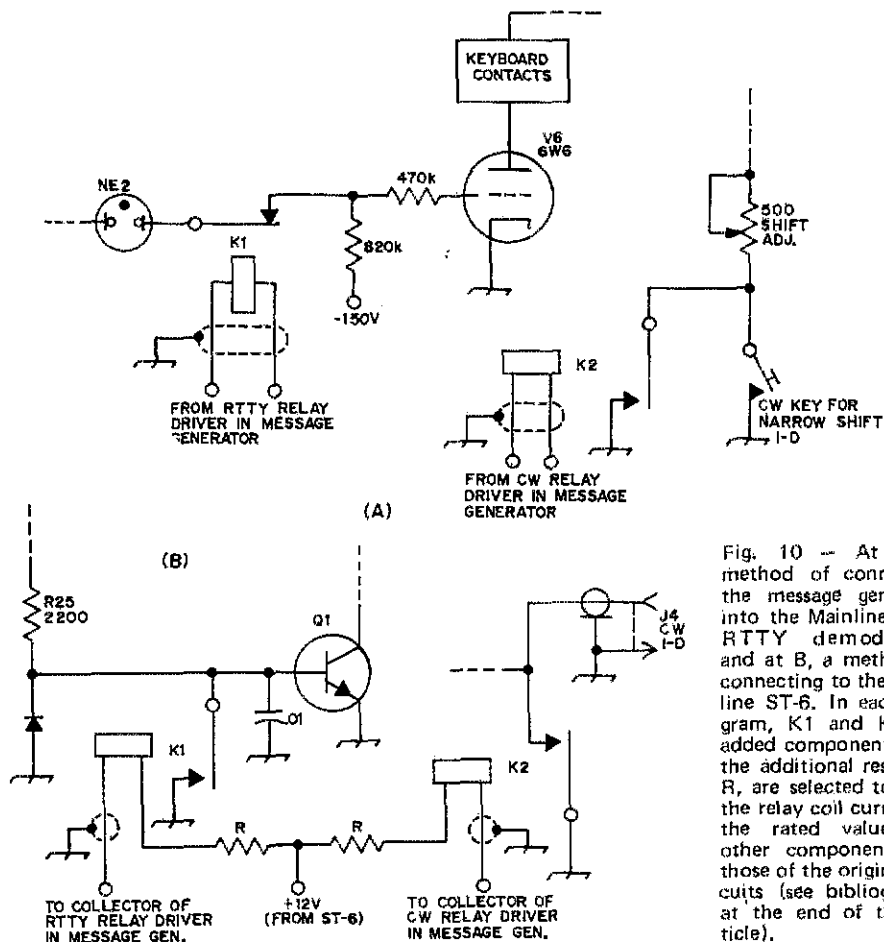 KEYBOARD
CONTACTS
V6
6W6
NE2
470k
K1
820k
-150V
500
SHIFT
ADJ.
FROM RTTY RELAY
DRIVER IN MESSAGE
GENERATOR
K2
FROM CW RELAY
DRIVER IN MESSAGE
GENERATOR
CW KEY FOR
NARROW SHIFT
I-D
(A)
(B)
R25
2200
Q1
.01
K1
K2
J4
CW
I-D
R
R
TO COLLECTOR OF
RTTY RELAY DRIVER
IN MESSAGE GEN.
+12V
(FROM ST-6)
TO COLLECTOR OF
CW RELAY DRIVER
IN MESSAGE GEN.
Fig. 10 — At
method of conn
the message gen
into the Mainline
RTTY demod
and at B, a meth
connecting to the
line ST-6. In eac
gram, K1 and K
added component
the additional res
R, are selected to
the relay coil curr
the rated value
other component
those of the origin
cuits (see bibliog
at the end of t
ticle).